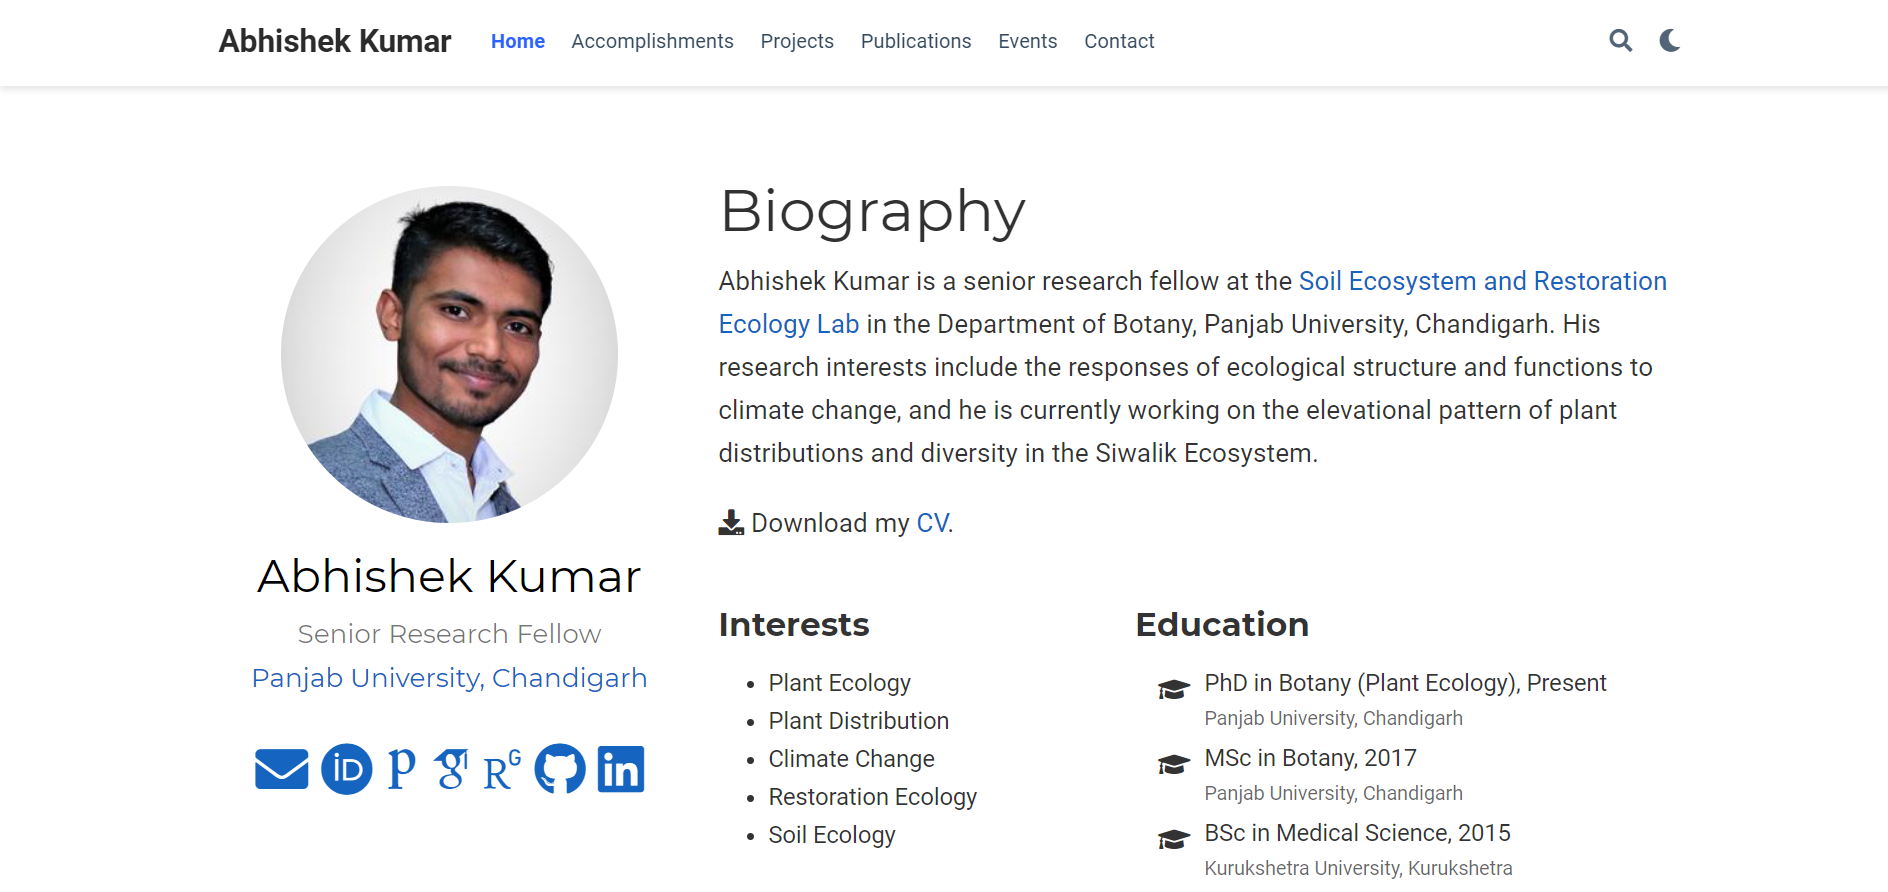 Abhishek Kumar
Home Accomplishments Projects Publications Events Contact
Abhishek Kumar
Senior Research Fellow
Panjab University, Chandigarh
iD p g R G in
Biography
Abhishek Kumar is a senior research fellow at the Soil Ecosystem and Restoration
Ecology Lab in the Department of Botany, Panjab University, Chandigarh. His
research interests include the responses of ecological structure and functions to
climate change, and he is currently working on the elevational pattern of plant
distributions and diversity in the Siwalik Ecosystem.
Download my CV.
Interests
• Plant Ecology
• Plant Distribution
• Climate Change
• Restoration Ecology
• Soil Ecology
Education
PhD in Botany (Plant Ecology), Present
Panjab University, Chandigarh
MSc in Botany, 2017
Panjab University, Chandigarh
BSc in Medical Science, 2015
Kurukshetra University, Kurukshetra